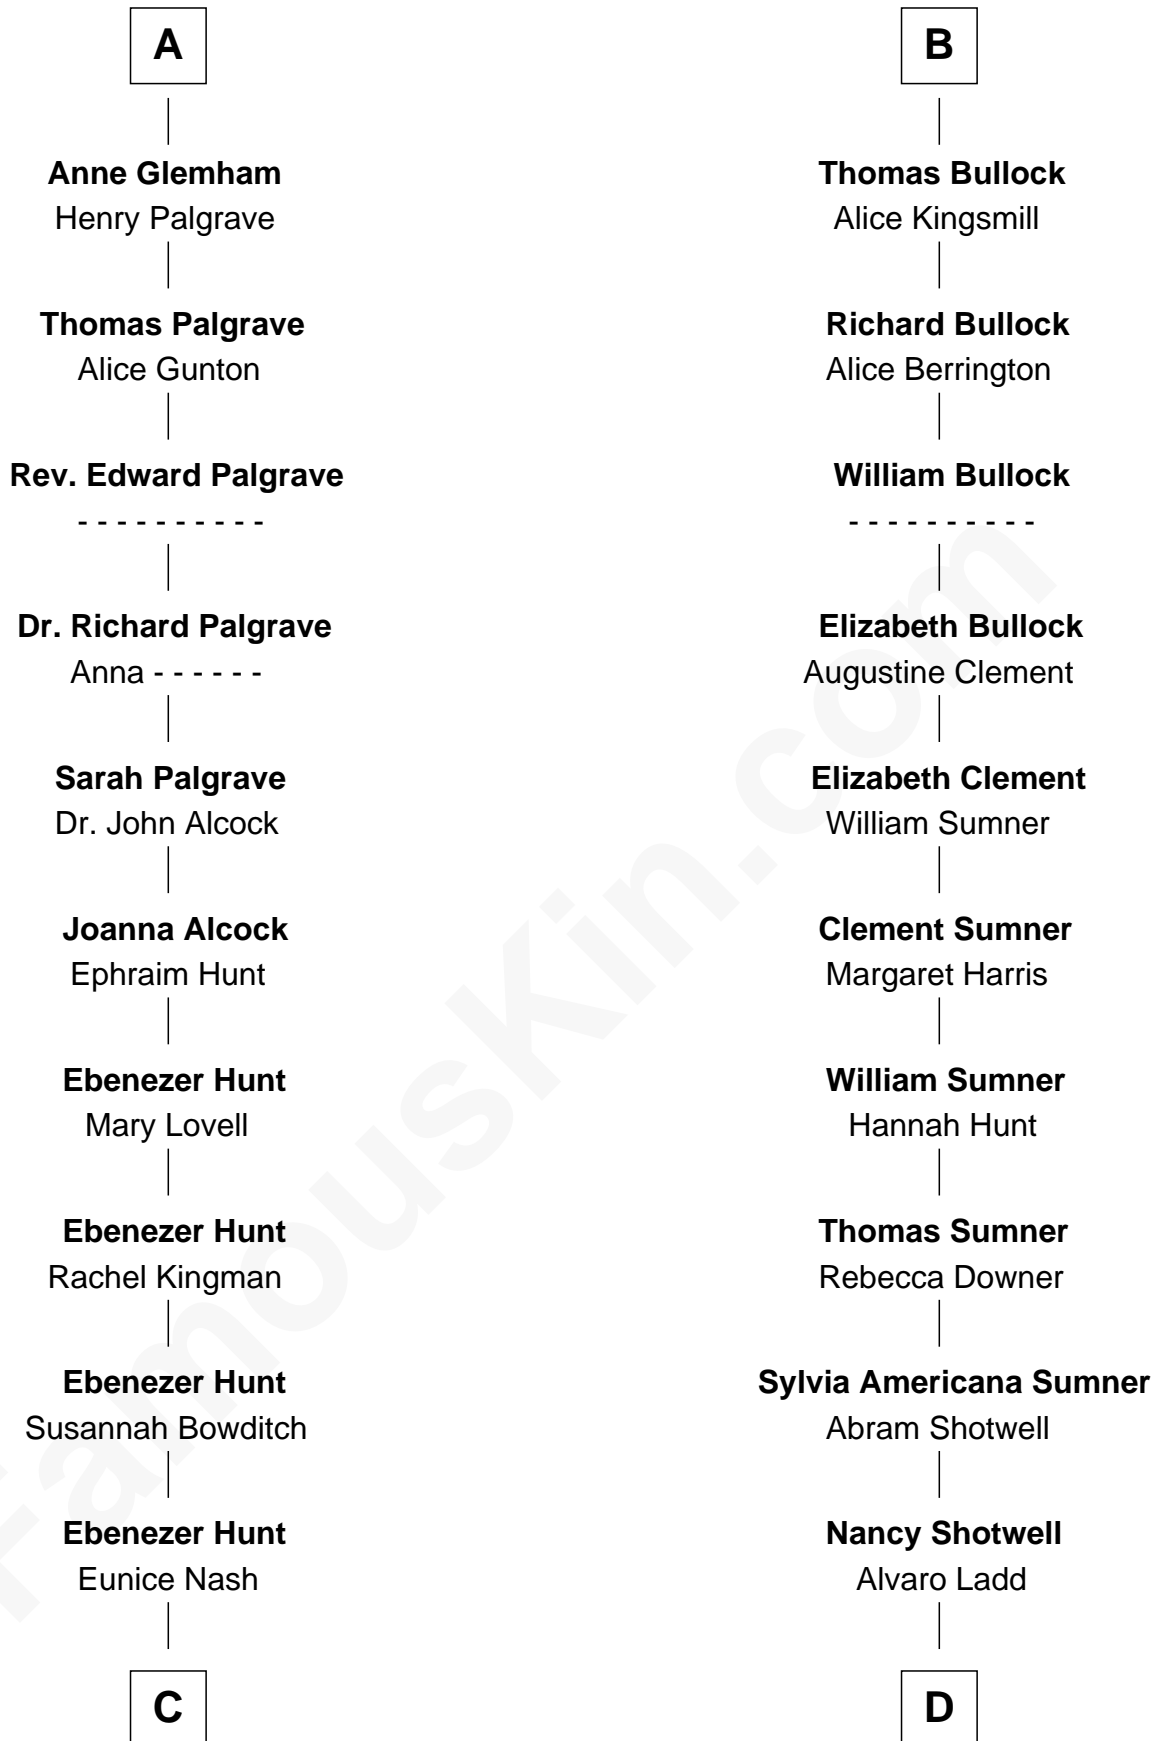 A
B
Anne Glemham
Henry Palgrave
Thomas Bullock
Alice Kingsmill
Thomas Palgrave
Alice Gunton
Richard Bullock
Alice Berrington
Rev. Edward Palgrave
- - - - - - - - - -
William Bullock
- - - - - - - - - -
Dr. Richard Palgrave
Anna - - - - - -
Elizabeth Bullock
Augustine Clement
Sarah Palgrave
Dr. John Alcock
Elizabeth Clement
William Sumner
Joanna Alcock
Ephraim Hunt
Clement Sumner
Margaret Harris
Ebenezer Hunt
Mary Lovell
William Sumner
Hannah Hunt
Ebenezer Hunt
Rachel Kingman
Thomas Sumner
Rebecca Downer
Ebenezer Hunt
Susannah Bowditch
Sylvia Americana Sumner
Abram Shotwell
Ebenezer Hunt
Eunice Nash
Nancy Shotwell
Alvaro Ladd
C
D
FamousKin.com